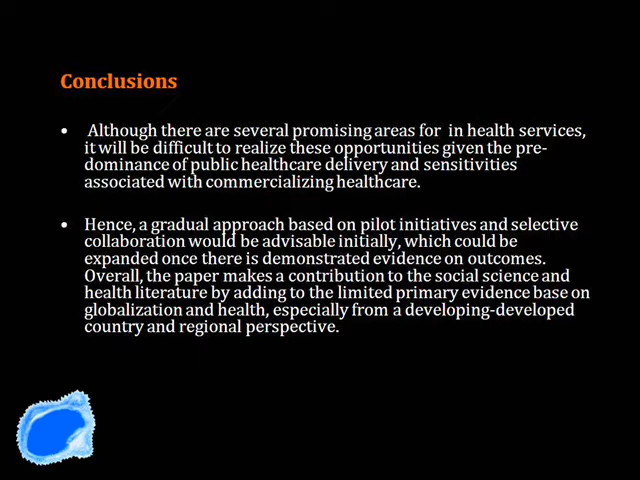 Conclusions
• Although there are several promising areas for  in health services,
it will be difficult to realize these opportunities given the pre-
dominance of public healthcare delivery and sensitivities
associated with commercializing healthcare.
• Hence, a gradual approach based on pilot initiatives and selective
collaboration would be advisable initially, which could be
expanded once there is demonstrated evidence on outcomes.
Overall, the paper makes a contribution to the social science and
health literature by adding to the limited primary evidence base on
globalization and health, especially from a developing-developed
country and regional perspective.